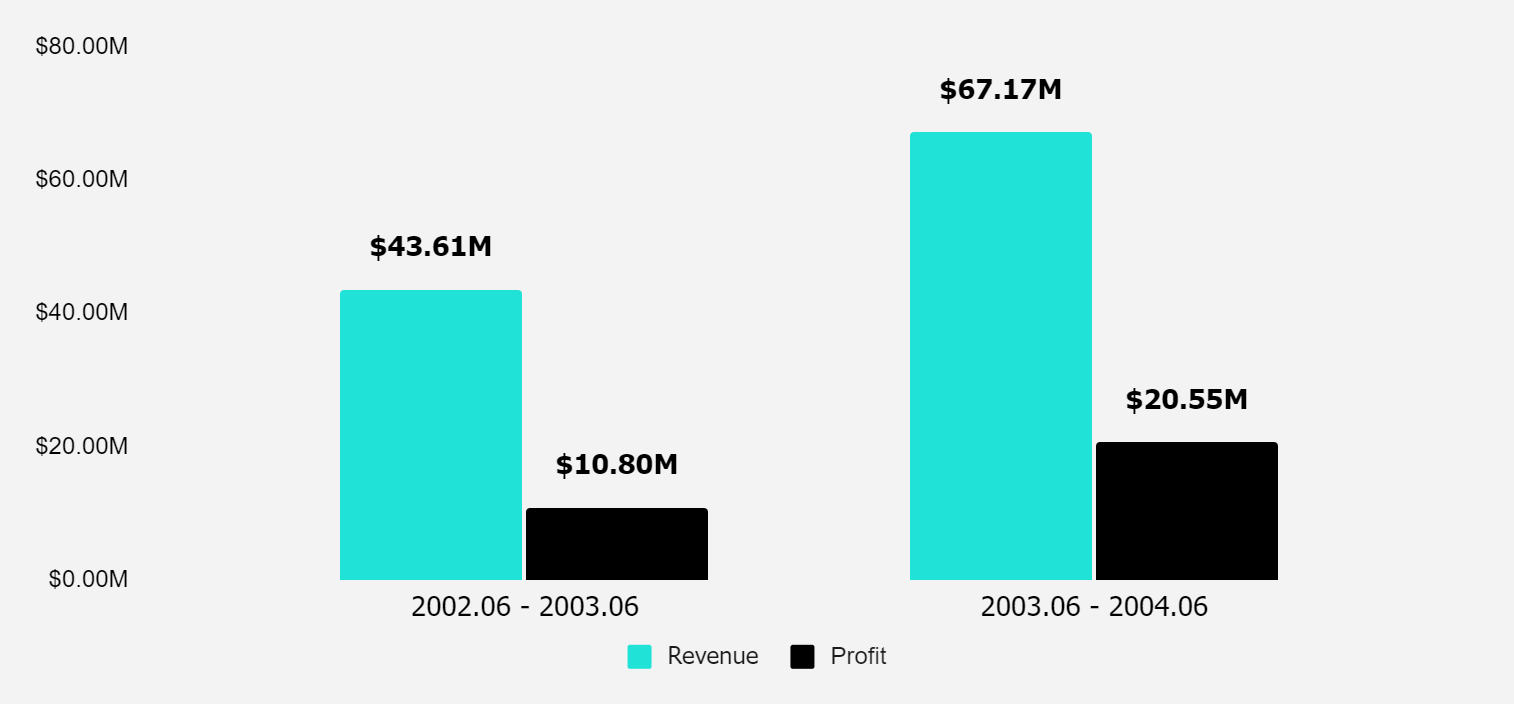 $80.00M
$60.00M
$40.00M
$20.00M
$0.00M
$43.61M
$10.80M
$67.17M
$20.55M
2002.06 - 2003.06
2003.06 - 2004.06
Revenue
Profit